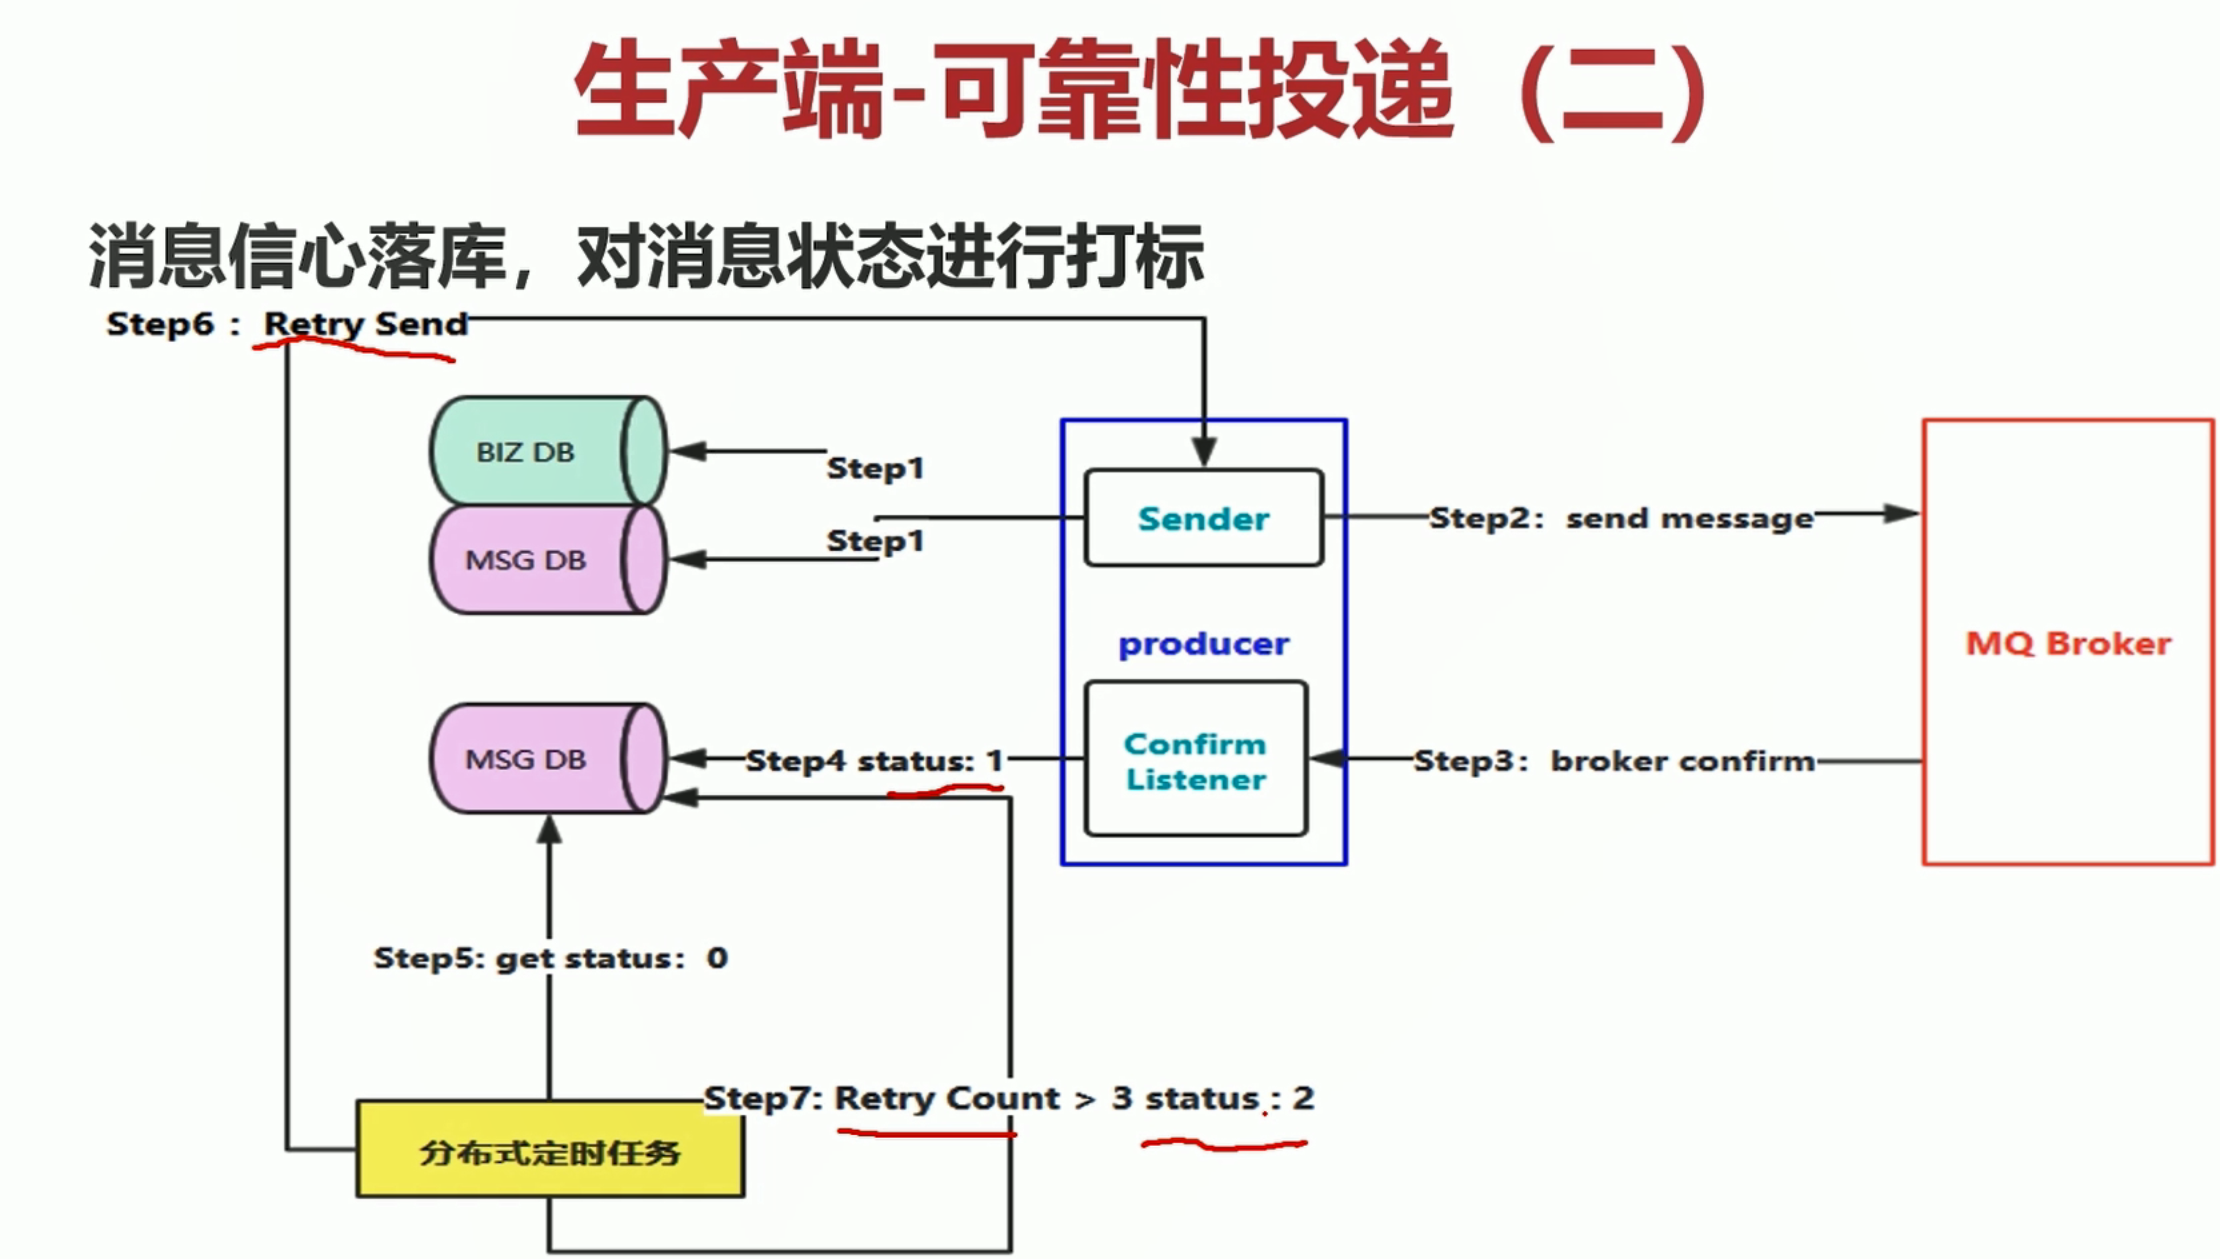 生产端-可靠性投递（二）
消息信心落库，对消息状态进行打标
Step6： Retry Send
BIZ DB
Step1
MSG DB
Step1
Sender
Step2：send message
producer
MQ Broker
MSG DB
Step4 status: 1
Confirm
Listener
Step3：broker confirm
Step5: get status：0
Step7: Retry Count > 3 status : 2
分布式定时任务